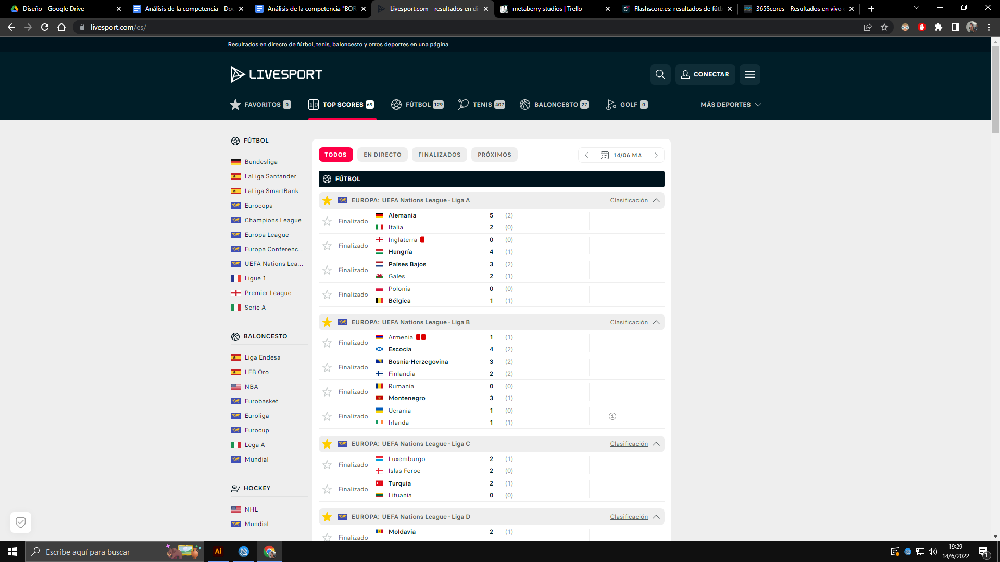 Diseño - Google Drive
Análisis de la competencia - Doc
Análisis de la competencia "BOR
Livesport.com - resultados en di
metaberry studios | Trello
Flashscore.es: resultados de fútb
365Scores - Resultados en vivo
livesport.com/es/
Resultados en directo de fútbol, tenis, baloncesto y otros deportes en una página
LIVESPORT
CONECTAR
FAVORITOS 0
TOP SCORES 69
FÚTBOL 129
TENIS 407
BALONCESTO 27
GOLF 0
MÁS DEPORTES
FÚTBOL
Bundesliga
LaLiga Santander
LaLiga SmartBank
Eurocopa
Champions League
Europa League
Europa Conferenc...
UEFA Nations Lea...
Ligue 1
Premier League
Serie A
BALONCESTO
Liga Endesa
LEB Oro
NBA
Eurobasket
Euroliga
Eurocup
Lega A
Mundial
HOCKEY
NHL
Mundial
TODOS
EN DIRECTO
FINALIZADOS
PRÓXIMOS
14/06 MA
FÚTBOL
EUROPA: UEFA Nations League - Liga A Clasificación
Finalizado
Alemania 5 (2)
Italia 2 (0)
Finalizado
Inglaterra 0 (0)
Hungría 4 (1)
Finalizado
Países Bajos 3 (2)
Gales 2 (1)
Finalizado
Polonia 0 (0)
Bélgica 1 (1)
EUROPA: UEFA Nations League - Liga B Clasificación
Finalizado
Armenia 1 (1)
Escocia 4 (2)
Finalizado
Bosnia-Herzegovina 3 (2)
Finlandia 2 (2)
Finalizado
Rumanía 0 (0)
Montenegro 3 (1)
Finalizado
Ucrania 1 (0)
Irlanda 1 (1)
EUROPA: UEFA Nations League - Liga C Clasificación
Finalizado
Luxemburgo 2 (1)
Islas Feroe 2 (0)
Finalizado
Turquía 2 (1)
Lituania 0 (0)
EUROPA: UEFA Nations League - Liga D Clasificación
Finalizado
Moldavia 2 (1)
Escribe aquí para buscar
Ai
19:29
14/6/2022
1